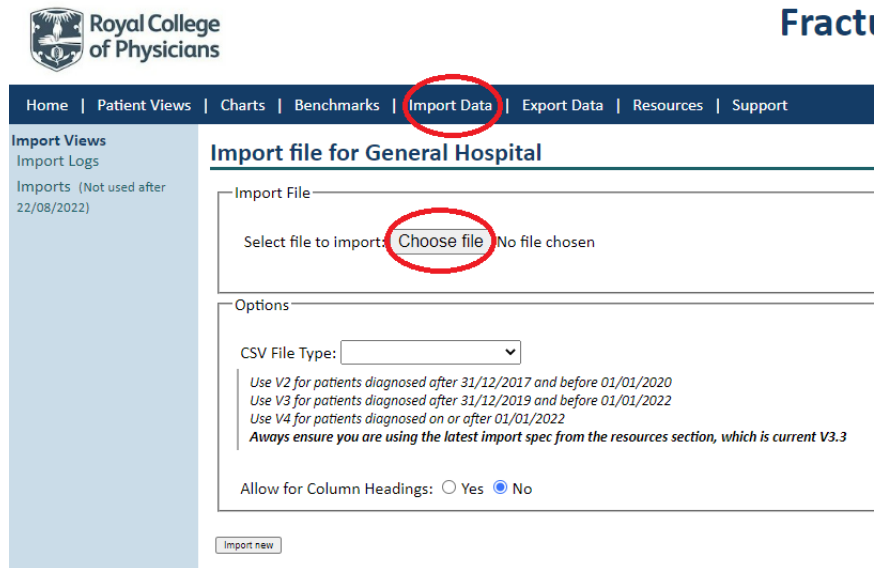 Royal College
of Physicians
Fractu
Home | Patient Views | Charts | Benchmarks | Import Data | Export Data | Resources | Support
Import Views
Import Logs
Imports (Not used after
22/08/2022)
Import file for General Hospital
Import File
Select file to import: Choose file No file chosen
Options
CSV File Type:
Use V2 for patients diagnosed after 31/12/2017 and before 01/01/2020
Use V3 for patients diagnosed after 31/12/2019 and before 01/01/2022
Use V4 for patients diagnosed on or after 01/01/2022
Aways ensure you are using the latest import spec from the resources section, which is current V3.3
Allow for Column Headings: Yes No
Import new